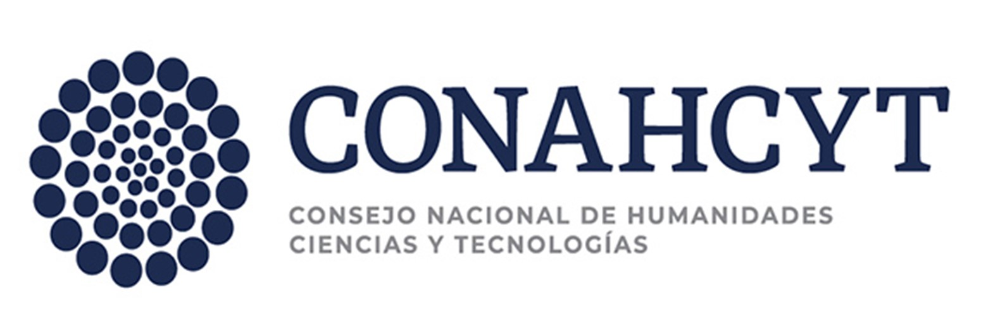 CONAHCYT
CONSEJO NACIONAL DE HUMANIDADES
CIENCIAS Y TECNOLOGÍAS